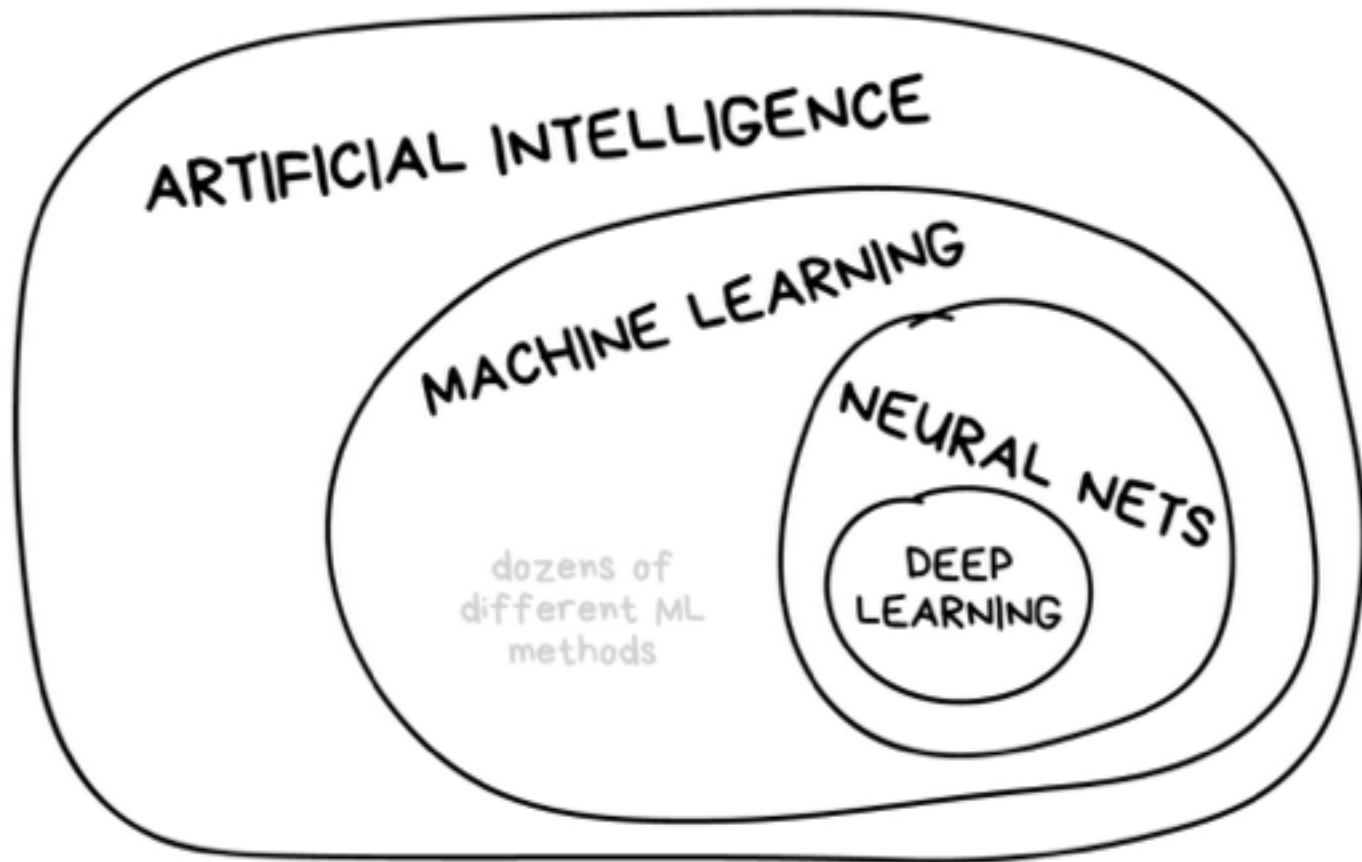 ARTIFICIAL INTELLIGENCE
MACHINE LEARNING
NEURAL NETS
DEEP
LEARNING
dozens of
different ML
methods